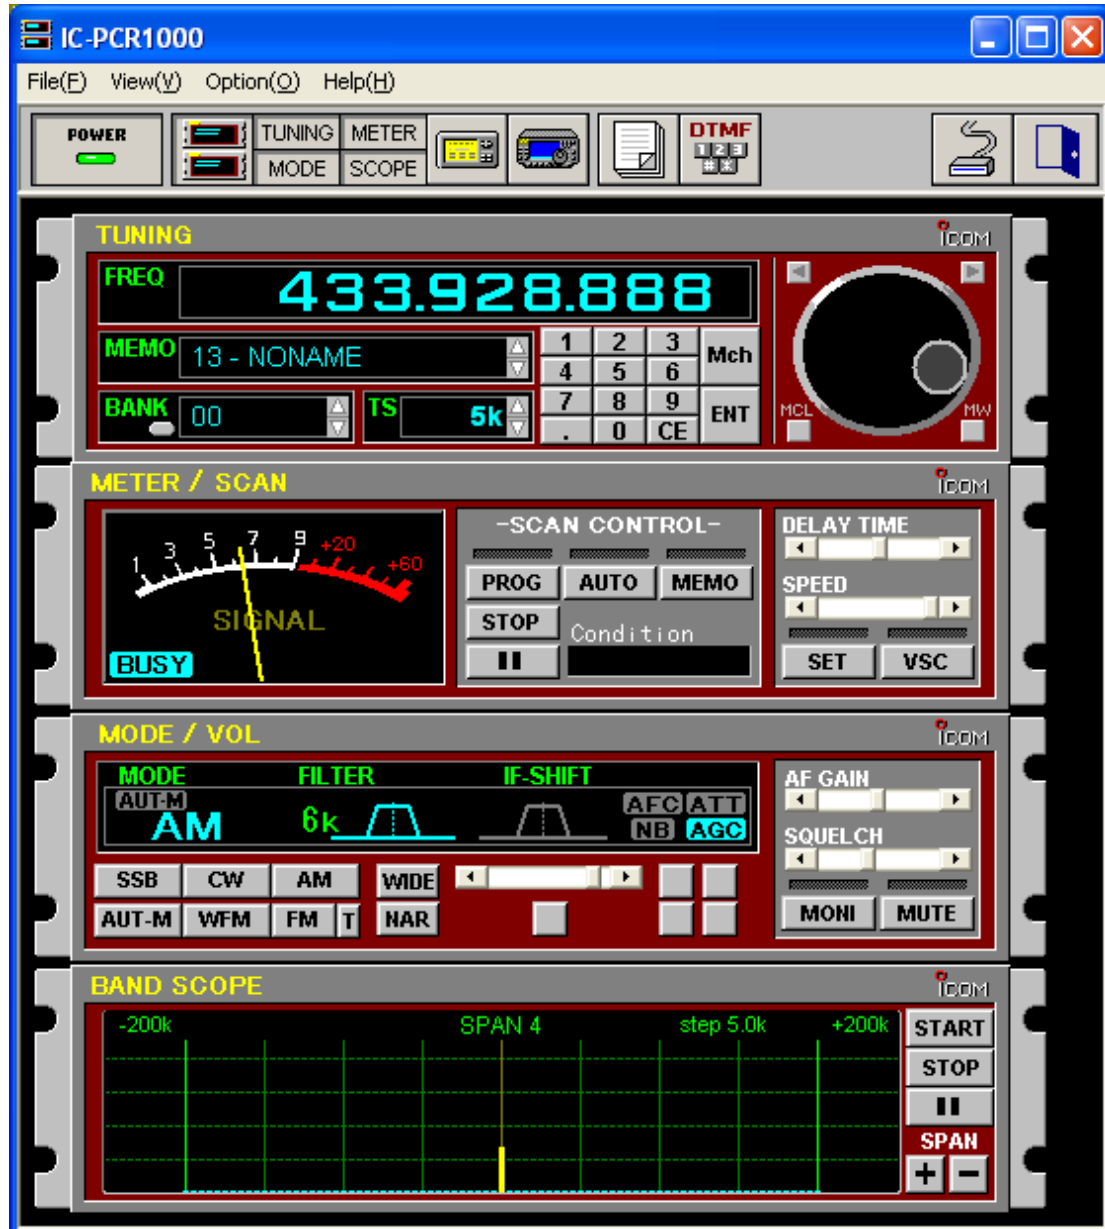 IC-PCR1000
File(F) View(V) Option(O) Help(H)
POWER TUNING METER DTMF
1 2 3
MODE SCOPE # *
TUNING ICOM
FREQ 433.928.888
MEMO 13 - NONAME 1 2 3 Mch
4 5 6
BANK 00 TS 5k 7 8 9 ENT MCL MW
. 0 CE
METER / SCAN ICOM
1 3 5 7 9 +20 +60 -SCAN CONTROL- DELAY TIME
PROG AUTO MEMO SPEED
SIGNAL STOP Condition
BUSY SET VSC
MODE / VOL ICOM
MODE FILTER IF-SHIFT AF GAIN
AUT-M AFC ATT
AM 6k NB AGC SQUELCH
SSB CW AM WIDE
AUT-M WFM FM T NAR MONI MUTE
BAND SCOPE ICOM
-200k SPAN 4 step 5.0k +200k START
STOP
SPAN
+ -